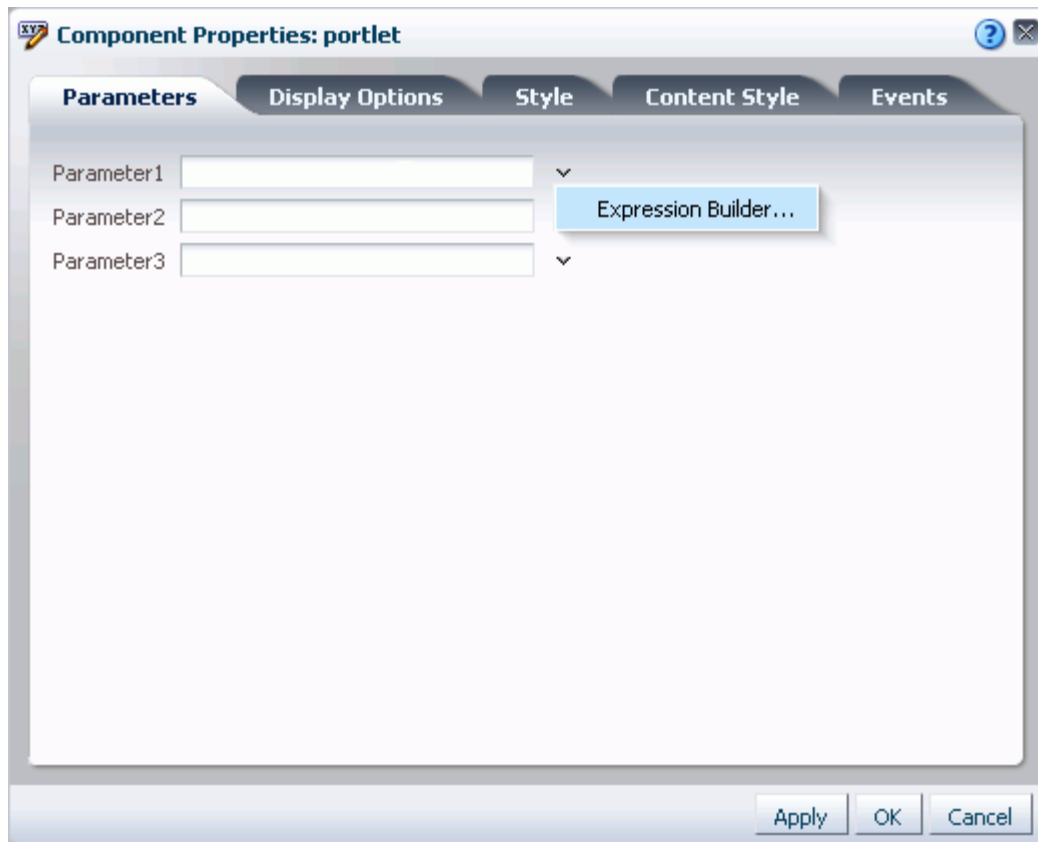 Component Properties: portlet
Parameters Display Options Style Content Style Events
Parameter1
Expression Builder...
Parameter2
Parameter3
Apply OK Cancel